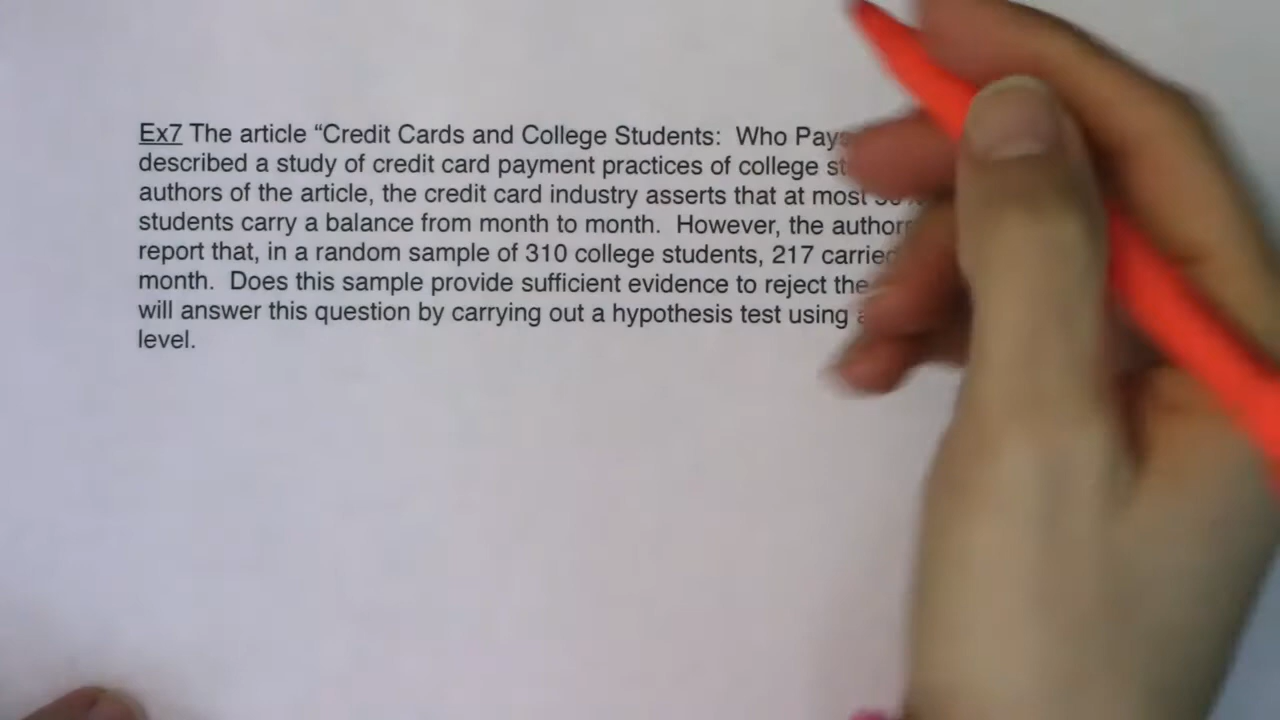 Ex7 The article “Credit Cards and College Students: Who Pays
described a study of credit card payment practices of college
authors of the article, the credit card industry asserts that at most
students carry a balance from month to month. However, the
report that, in a random sample of 310 college students, 217 carried
month. Does this sample provide sufficient evidence to reject the
will answer this question by carrying out a hypothesis test using
level.